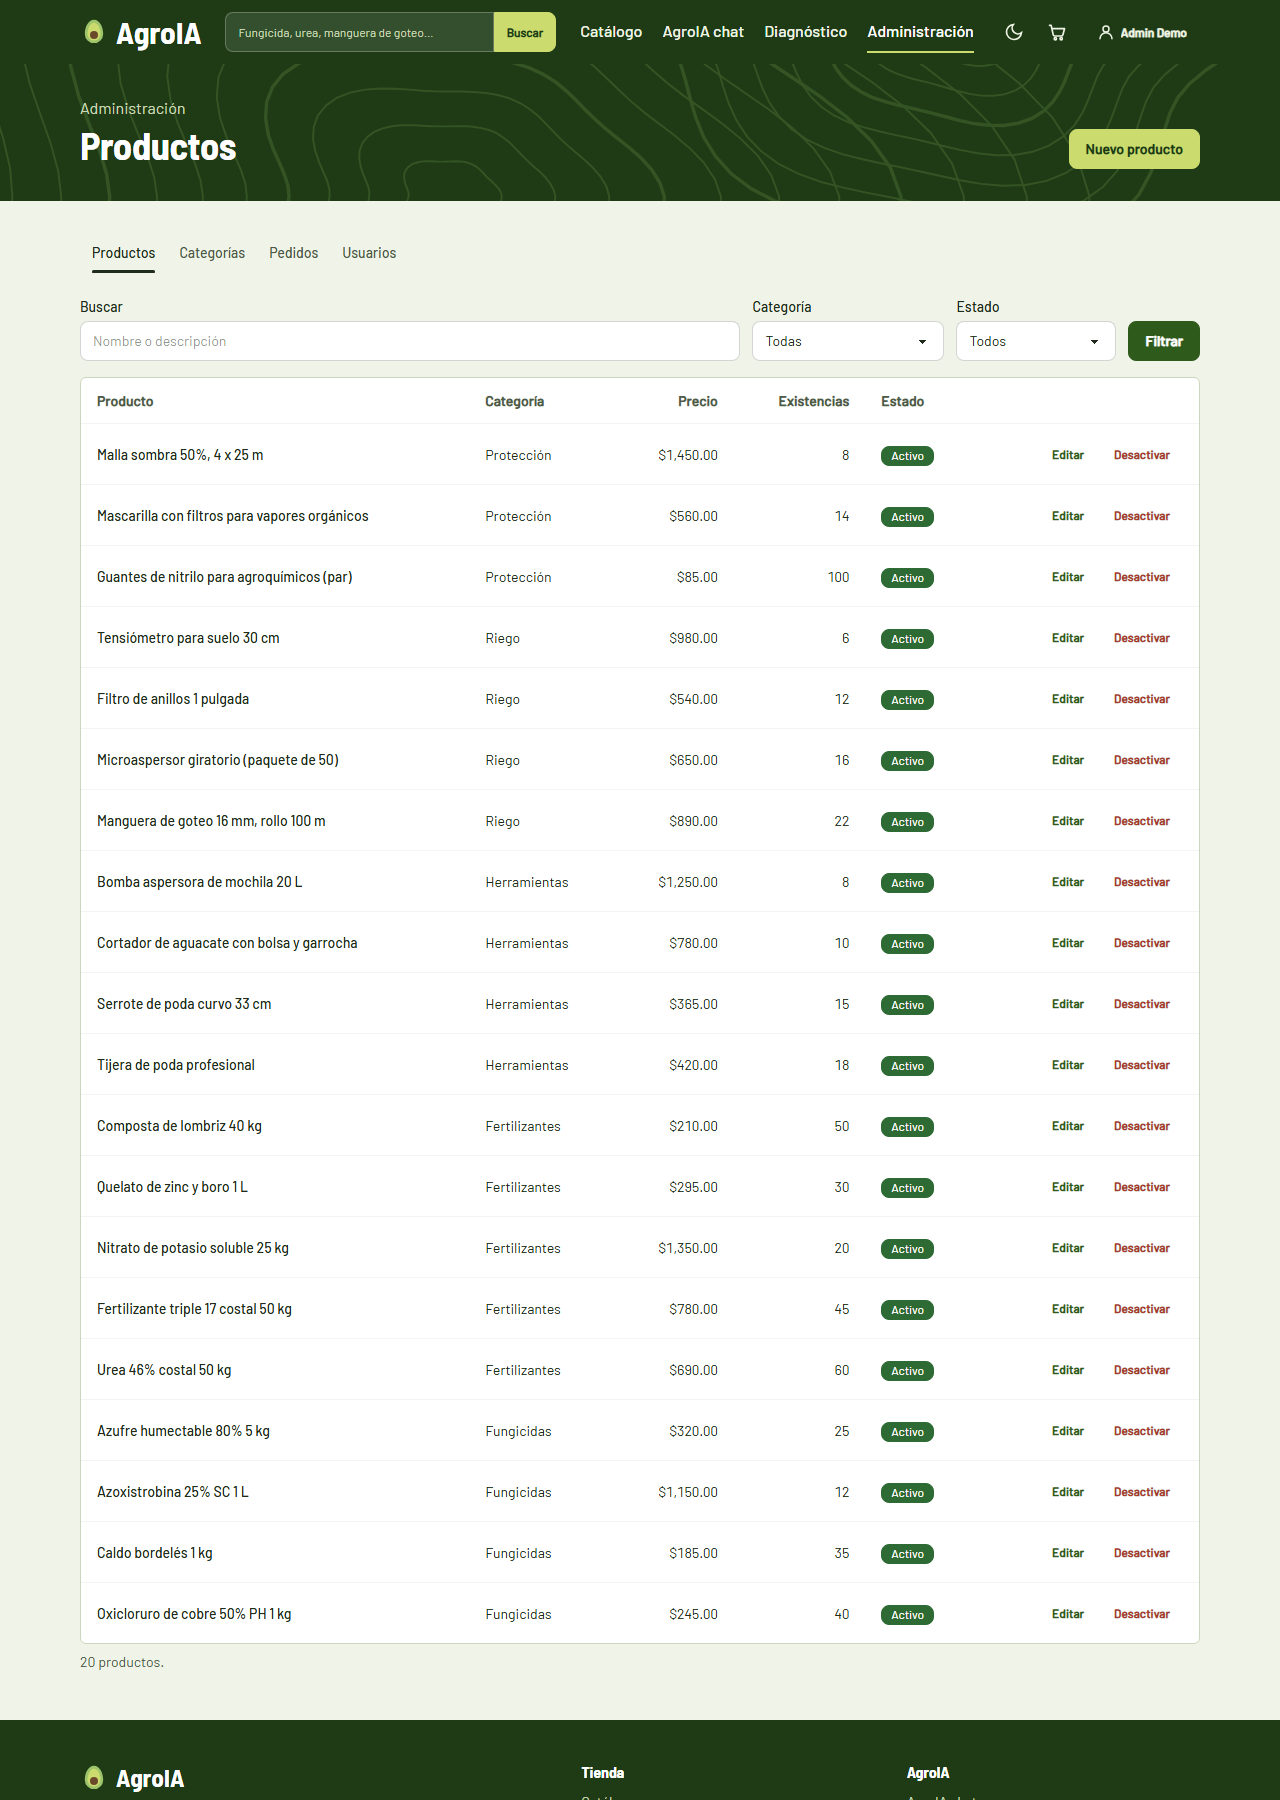 AgroIA
Fungicida, urea, manguera de goteo...
Buscar
Catálogo
AgroIA chat
Diagnóstico
Administración
Admin Demo
Administración
Productos
Nuevo producto
Productos Categorías Pedidos Usuarios
Buscar Categoría Estado
Nombre o descripción Todas Todos Filtrar
Producto Categoría Precio Existencias Estado
Malla sombra 50%, 4 x 25 m Protección $1,450.00 8 Activo Editar Desactivar
Mascarilla con filtros para vapores orgánicos Protección $560.00 14 Activo Editar Desactivar
Guantes de nitrilo para agroquímicos (par) Protección $85.00 100 Activo Editar Desactivar
Tensiómetro para suelo 30 cm Riego $980.00 6 Activo Editar Desactivar
Filtro de anillos 1 pulgada Riego $540.00 12 Activo Editar Desactivar
Microaspersor giratorio (paquete de 50) Riego $650.00 16 Activo Editar Desactivar
Manguera de goteo 16 mm, rollo 100 m Riego $890.00 22 Activo Editar Desactivar
Bomba aspersora de mochila 20 L Herramientas $1,250.00 8 Activo Editar Desactivar
Cortador de aguacate con bolsa y garrocha Herramientas $780.00 10 Activo Editar Desactivar
Serrote de poda curvo 33 cm Herramientas $365.00 15 Activo Editar Desactivar
Tijera de poda profesional Herramientas $420.00 18 Activo Editar Desactivar
Composta de lombriz 40 kg Fertilizantes $210.00 50 Activo Editar Desactivar
Quelato de zinc y boro 1 L Fertilizantes $295.00 30 Activo Editar Desactivar
Nitrato de potasio soluble 25 kg Fertilizantes $1,350.00 20 Activo Editar Desactivar
Fertilizante triple 17 costal 50 kg Fertilizantes $780.00 45 Activo Editar Desactivar
Urea 46% costal 50 kg Fertilizantes $690.00 60 Activo Editar Desactivar
Azufre humectable 80% 5 kg Fungicidas $320.00 25 Activo Editar Desactivar
Azoxistrobina 25% SC 1 L Fungicidas $1,150.00 12 Activo Editar Desactivar
Caldo bordelés 1 kg Fungicidas $185.00 35 Activo Editar Desactivar
Oxicloruro de cobre 50% PH 1 kg Fungicidas $245.00 40 Activo Editar Desactivar
20 productos.
AgroIA
Tienda
AgroIA